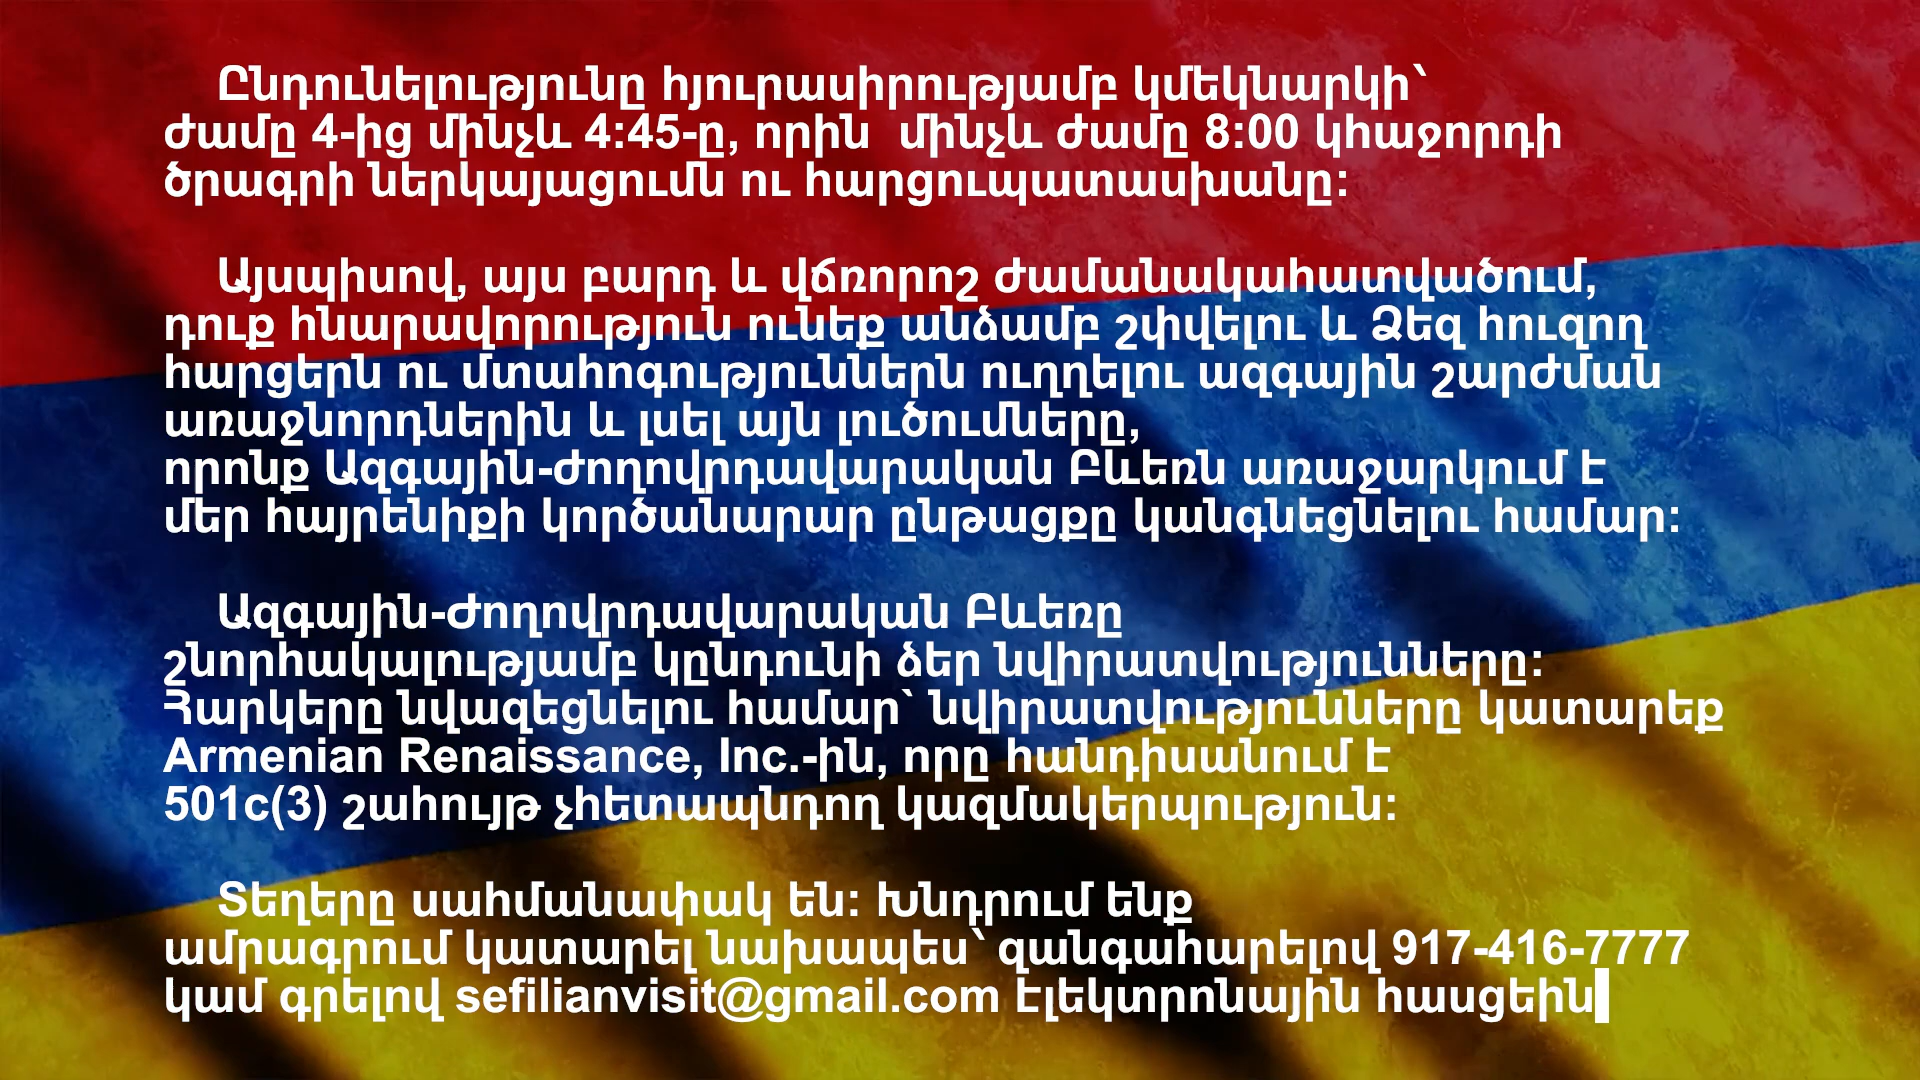 Ընդունելությունը հյուրասիրությամբ կմեկնարկի՝
ժամը 4-ից մինչև 4:45-ը, որին մինչև ժամը 8:00 կհաջորդի
ծրագրի ներկայացումն ու հարցուպատասխանը:
Այսպիսով, այս բարդ և վճռորոշ ժամանակահատվածում,
դուք հնարավորություն ունեք անձամբ շփվելու և Ձեզ հուզող
հարցերն ու մտահոգություններն ուղղելու ազգային շարժման
առաջնորդներին և լսել այն լուծումները,
որոնք Ազգային-ժողովրդավարական Բևեռն առաջարկում է
մեր հայրենիքի կործանարար ընթացքը կանգնեցնելու համար:
Ազգային-Ժողովրդավարական Բևեռը
շնորհակալությամբ կընդունի ձեր նվիրատվությունները:
Հարկերը նվազեցնելու համար՝ նվիրատվությունները կատարեք
Armenian Renaissance, Inc.-ին, որը հանդիսանում է
501c(3) շահույթ չհետապնդող կազմակերպություն:
Տեղերը սահմանափակ են: Խնդրում ենք
ամրագրում կատարել նախապես՝ զանգահարելով 917-416-7777
կամ գրելով sefilianvisit@gmail.com էլեկտրոնային հասցեին